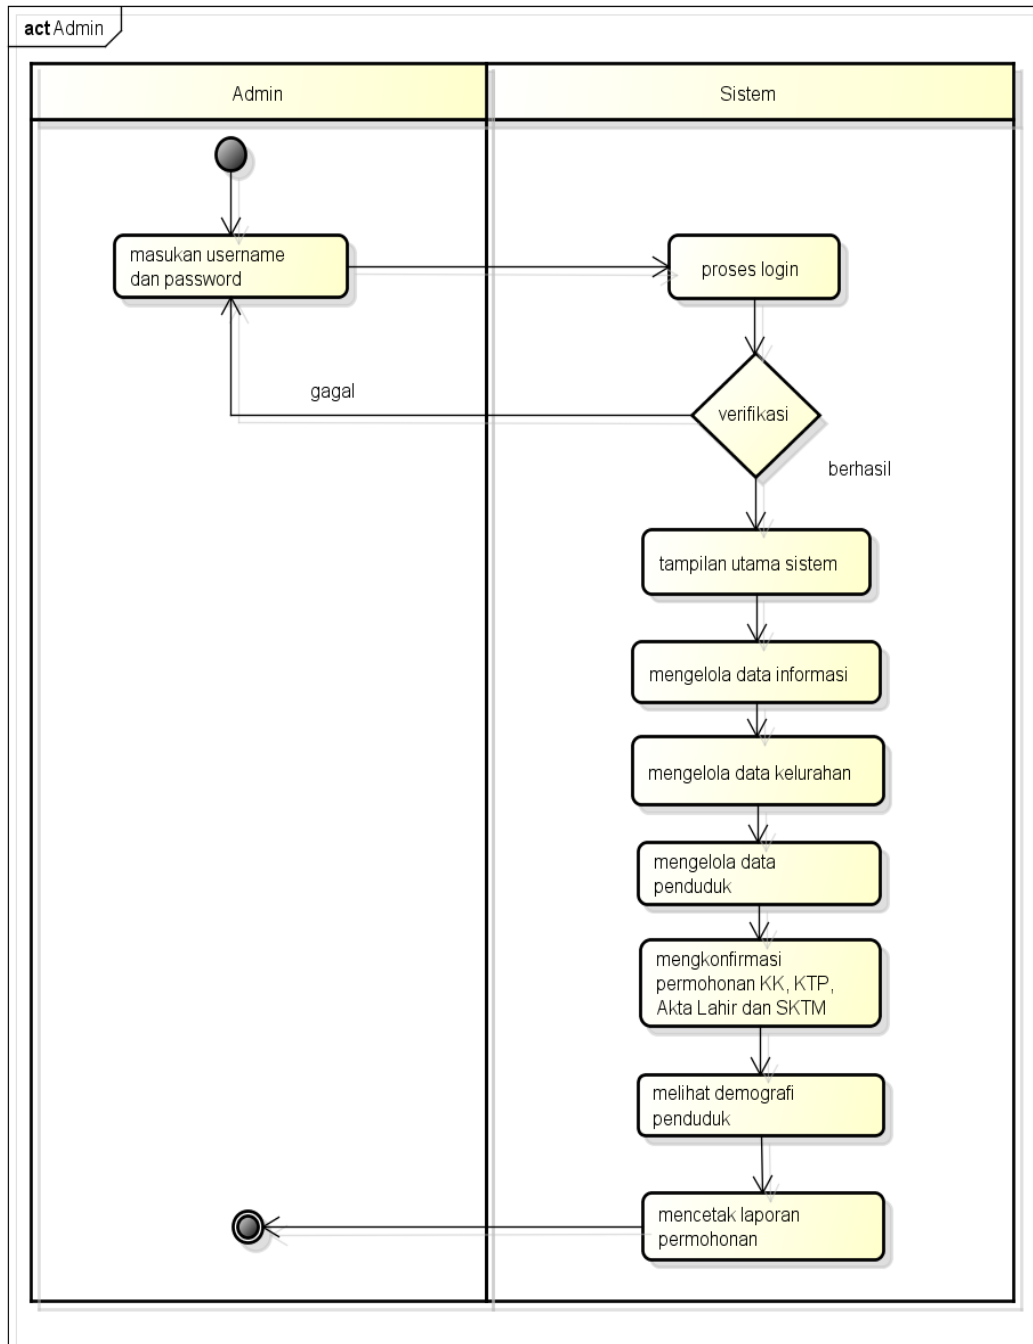 act Admin
Admin
Sistem
masukan username
dan password
proses login
gagal
verifikasi
berhasil
tampilan utama sistem
mengelola data informasi
mengelola data kelurahan
mengelola data
penduduk
mengkonfirmasi
permohonan KK, KTP,
Akta Lahir dan SKTM
melihat demografi
penduduk
mencetak laporan
permohonan